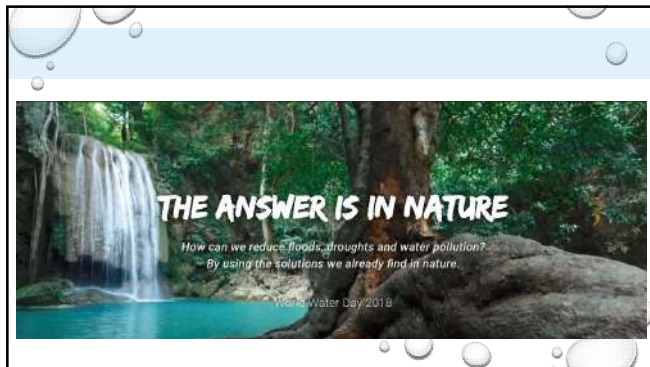 THE ANSWER IS IN NATURE
How can we reduce floods, droughts and water pollution?
By using the solutions we already find in nature.
World Water Day 2018